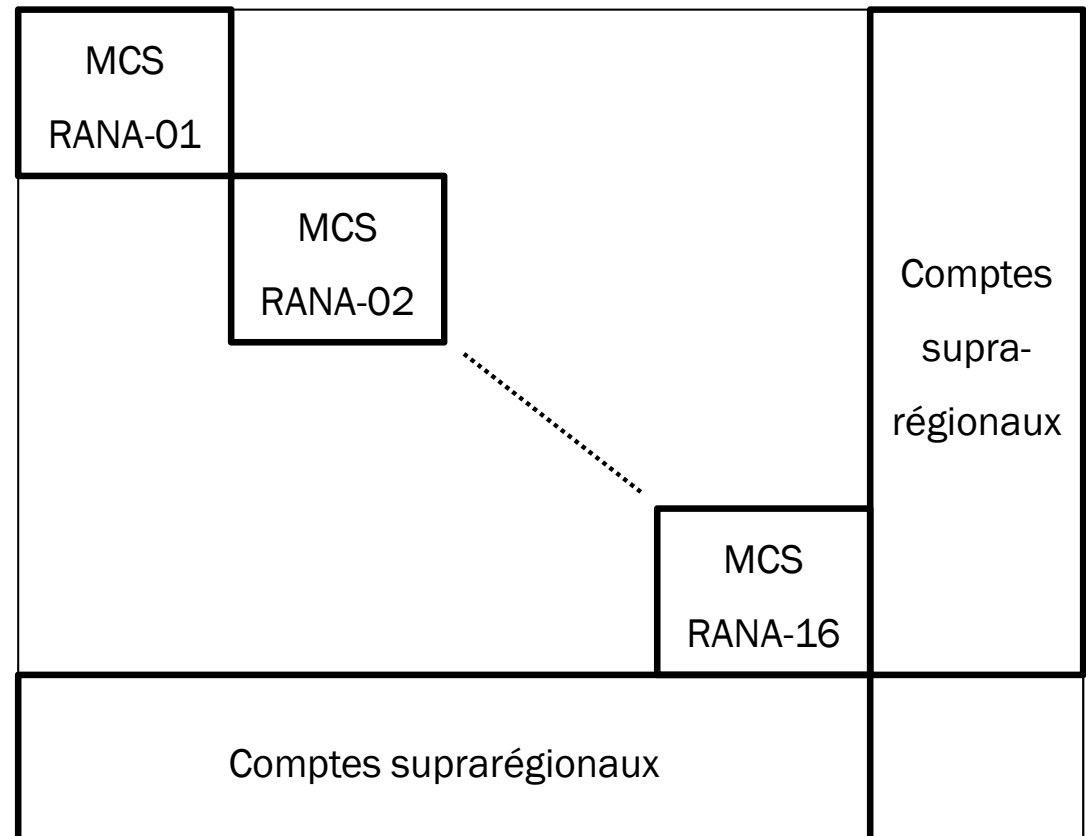 MCS
RANA-01
MCS
RANA-02
Comptes
supra-
régionaux
MCS
RANA-16
Comptes suprarégionaux